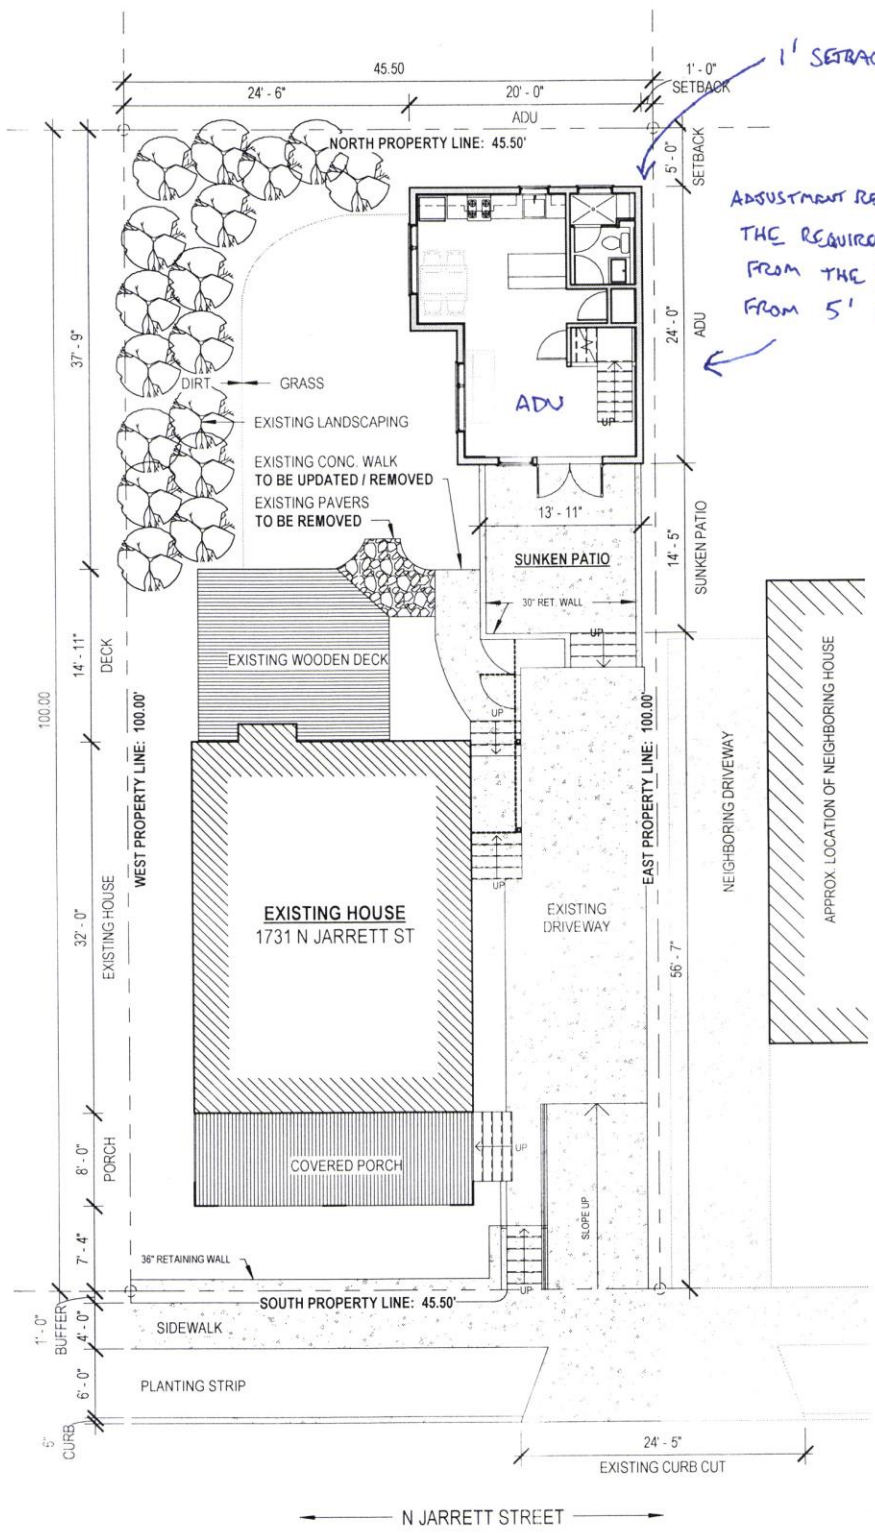 1' SETBAC
45.50
1' - 0"
SETBACK
24' - 6"
20' - 0"
ADU
NORTH PROPERTY LINE: 45.50'
5' - 0"
SETBACK
ADJUSTMENT RE
THE REQUIRE
FROM THE
FROM 5'
24' - 0"
ADU
37' - 9"
DIRT
GRASS
ADU
UP
EXISTING LANDSCAPING
EXISTING CONC. WALK
TO BE UPDATED / REMOVED
EXISTING PAVERS
TO BE REMOVED
13' - 11"
SUNKEN PATIO
14' - 5"
SUNKEN PATIO
30" RET. WALL
UP
14' - 11"
DECK
EXISTING WOODEN DECK
UP
100.00
WEST PROPERTY LINE: 100.00'
EAST PROPERTY LINE: 100.00'
NEIGHBORING DRIVEWAY
APPROX. LOCATION OF NEIGHBORING HOUSE
UP
32' - 0"
EXISTING HOUSE
EXISTING HOUSE
1731 N JARRETT ST
EXISTING
DRIVEWAY
56' - 7"
8' - 0"
PORCH
COVERED PORCH
UP
SLOPE UP
7' - 4"
36" RETAINING WALL
UP
SOUTH PROPERTY LINE: 45.50'
1' - 0"
BUFFER
4' - 0"
SIDEWALK
6' - 0"
PLANTING STRIP
6"
CURB
24' - 5"
EXISTING CURB CUT
N JARRETT STREET